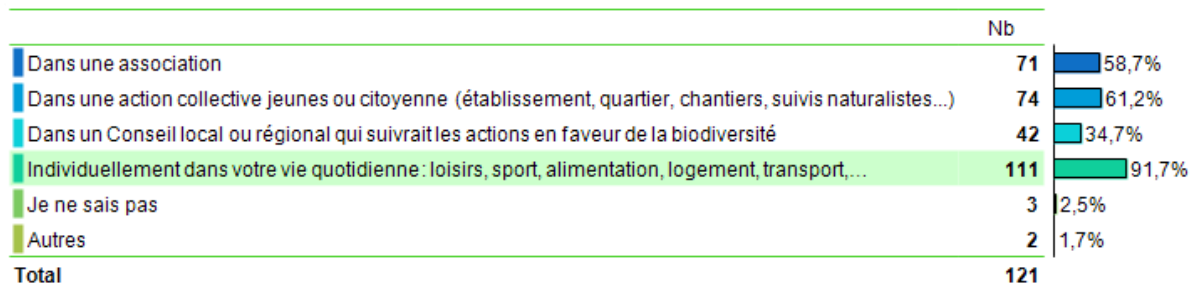 Nb
Dans une association 71 58,7%
Dans une action collective jeunes ou citoyenne (établissement, quartier, chantiers, suivis naturalistes...) 74 61,2%
Dans un Conseil local ou régional qui suivrait les actions en faveur de la biodiversité 42 34,7%
Individuellement dans votre vie quotidienne: loisirs, sport, alimentation, logement, transport,... 111 91,7%
Je ne sais pas 3 2,5%
Autres 2 1,7%
Total 121